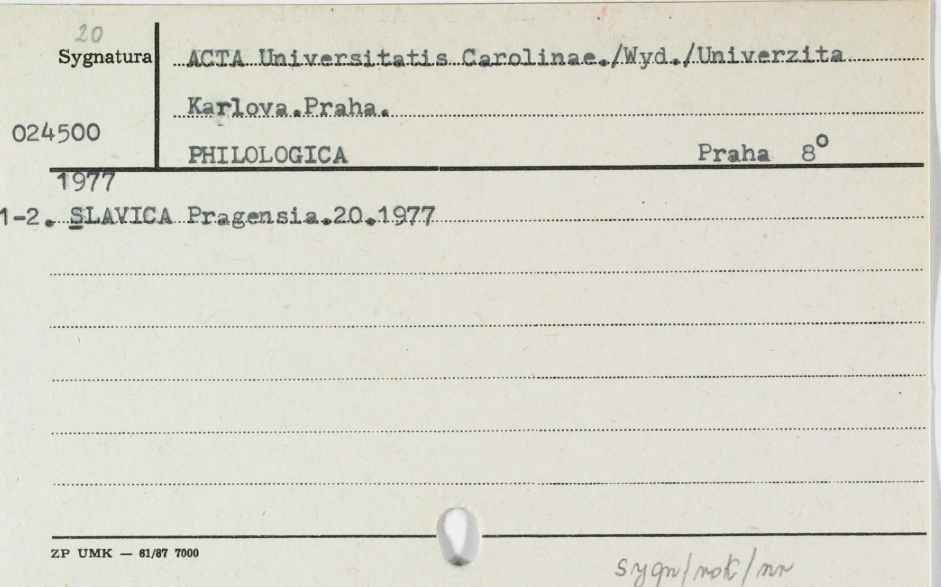 20
Sygnatura
ACTA Universitatis Carolinae./Wyd./Univerzita
Karlova.Praha.
024500
PHILOLOGICA Praha 8°
1977
1-2. SLAVICA Pragensia.20.1977
ZP UMK — 61/87 7000
sygn/rok/nr